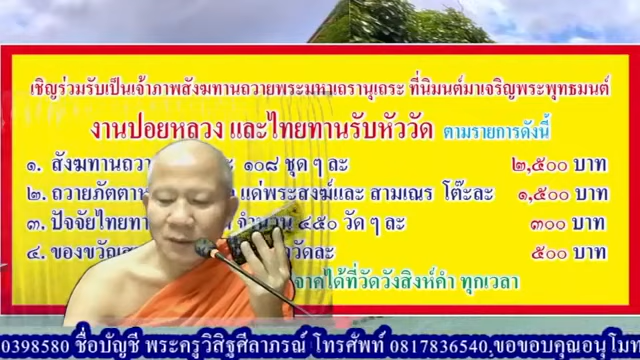 เชิญร่วมรับเป็นเจ้าภาพสังฆทานถวายพระมหาเถรานุเถระ ที่นิมนต์มาเจริญพระพุทธมนต์
งานปอยหลวง และไทยทานรับหัววัด ตามรายการดังนี้
๑. สังฆทานถวา ๑๐๘ ชุด ๆ ละ ๒,๕๐๐ บาท
๒. ถวายภัตตาห แด่พระสงฆ์และ สามเณร โต๊ะละ ๑,๕๐๐ บาท
๓. ปัจจัยไทยทา จำนวน ๔๕๐ วัด ๆ ละ ๓๐๐ บาท
๔. ของขวัญ วัดละ ๕๐๐ บาท
จาคได้ที่วัดวังสิงห์คำ ทุกเวลา
0398580 ชื่อบัญชี พระครูวิสิฐศีลาภรณ์ โทรศัพท์ 0817836540,ขอขอบคุณอนุโมท